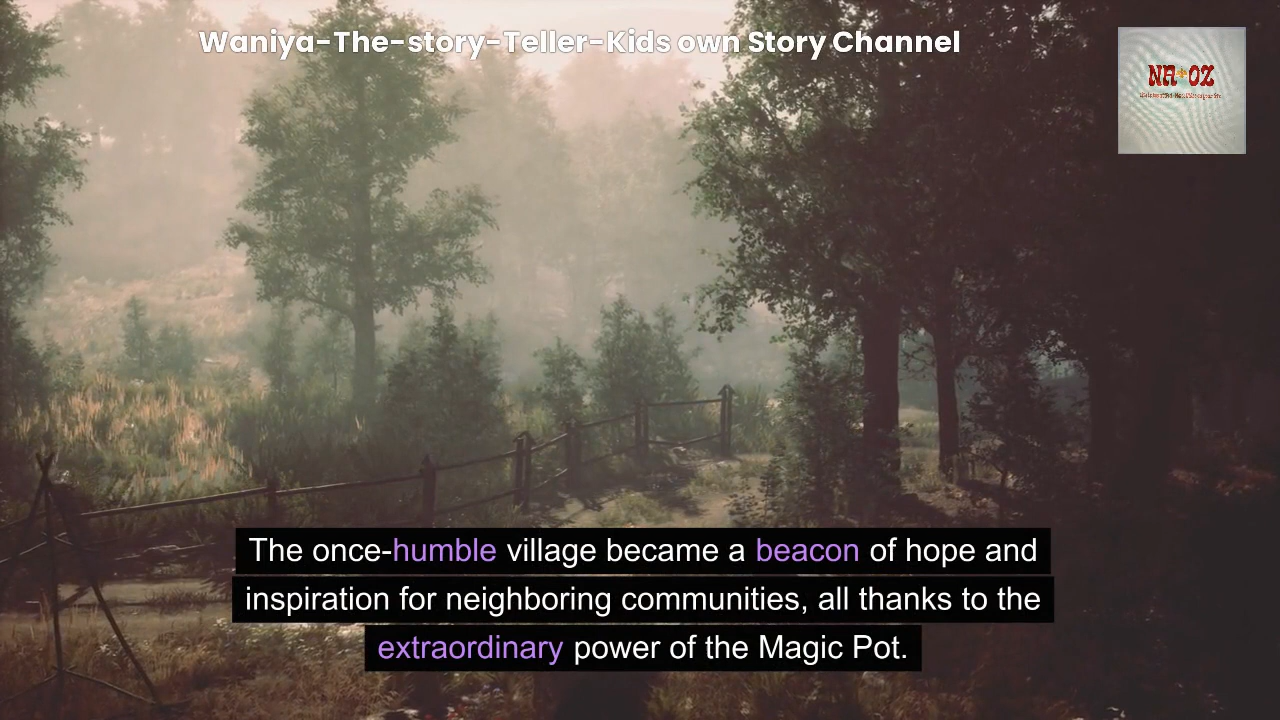 Waniya-The-story-Teller-Kids own Story Channel
NA OZ
The once-humble village became a beacon of hope and
inspiration for neighboring communities, all thanks to the
extraordinary power of the Magic Pot.